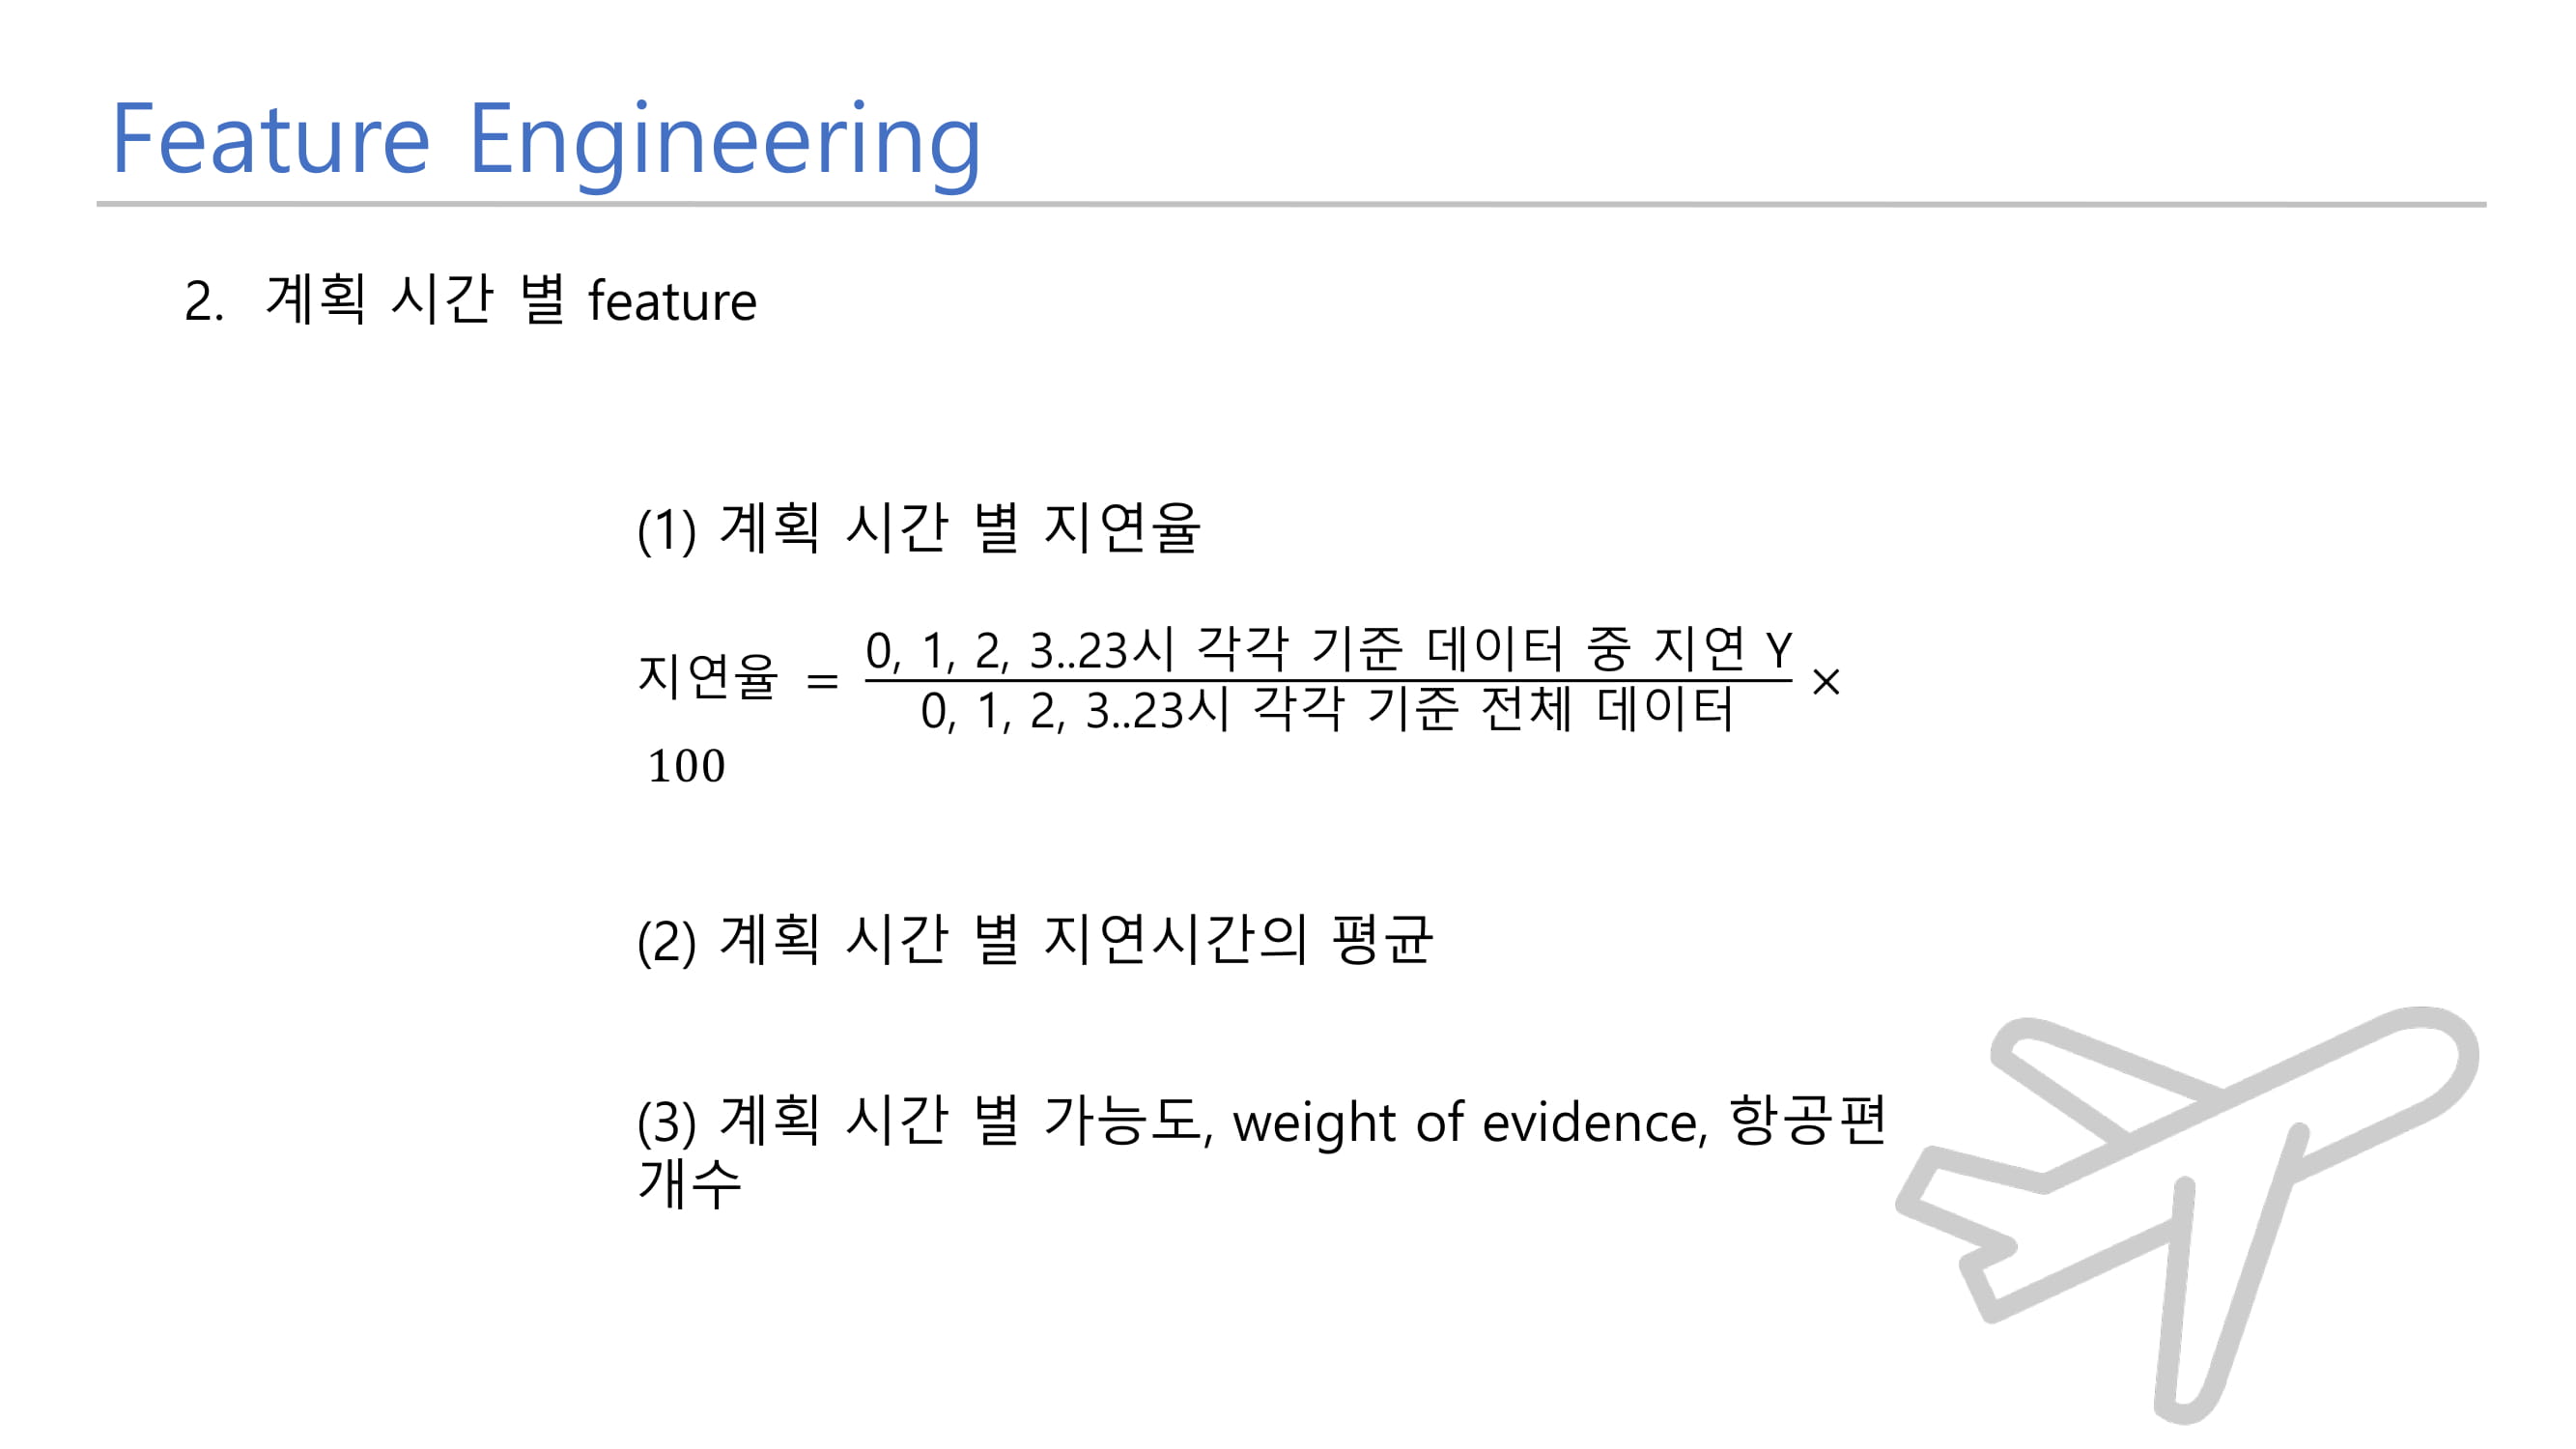 Feature Engineering
2. 계획 시간 별 feature
(1) 계획 시간 별 지연율
지연율 = 0, 1, 2, 3..23시 각각 기준 데이터 중 지연 Y ×
0, 1, 2, 3..23시 각각 기준 전체 데이터
100
(2) 계획 시간 별 지연시간의 평균
(3) 계획 시간 별 가능도, weight of evidence, 항공편
개수